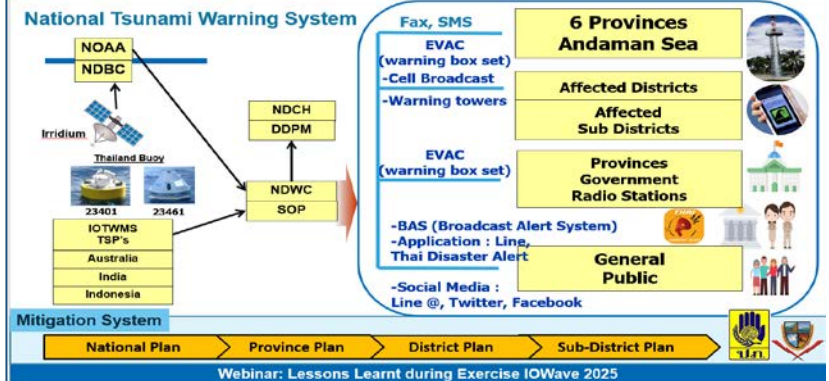 National Tsunami Warning System
NOAA
NDBC
Irridium
Thailand Buoy
23401
23461
IOTWMS
TSP's
Australia
India
Indonesia
NDCH
DDPM
NDWC
SOP
Fax, SMS
EVAC
(warning box set)
-Cell Broadcast
-Warning towers
EVAC
(warning box set)
-BAS (Broadcast Alert System)
-Application : Line,
Thai Disaster Alert
-Social Media :
Line @, Twitter, Facebook
6 Provinces
Andaman Sea
Affected Districts
Affected
Sub Districts
Provinces
Government
Radio Stations
General
Public
Mitigation System
National Plan
Province Plan
District Plan
Sub-District Plan
ปภ.
Webinar: Lessons Learnt during Exercise IOWave 2025